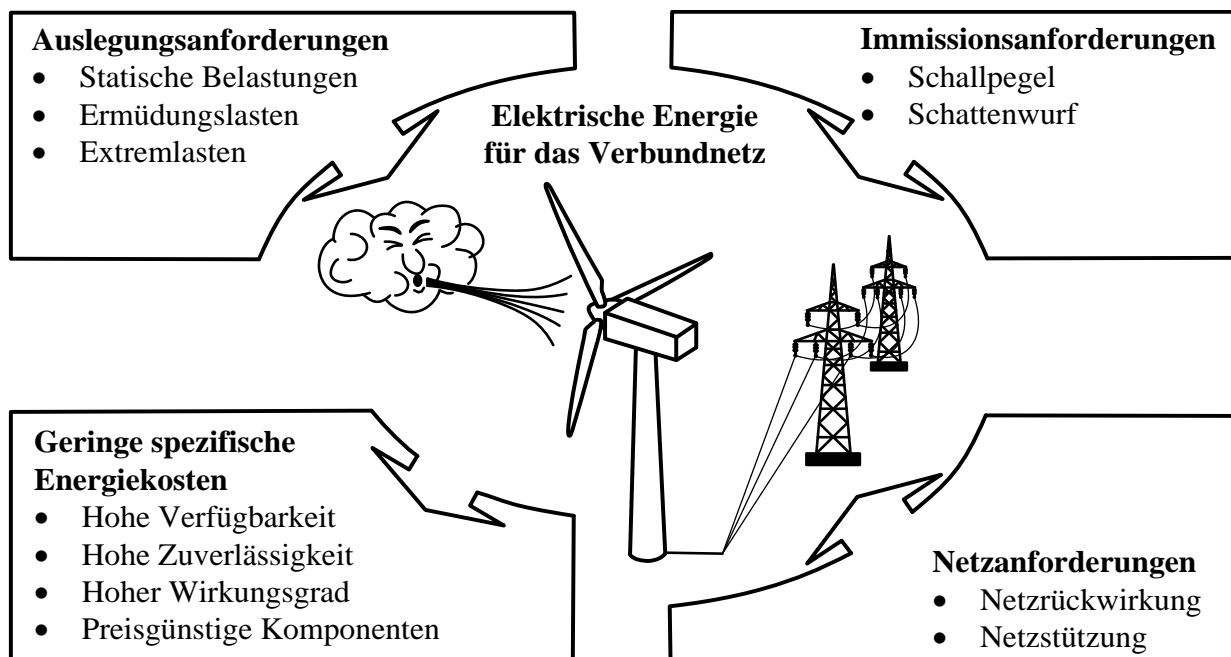 Auslegungsanforderungen
• Statische Belastungen
• Ermüdungslasten
• Extremlasten
Immissionsanforderungen
• Schallpegel
• Schattenwurf
Elektrische Energie
für das Verbundnetz
Geringe spezifische
Energiekosten
• Hohe Verfügbarkeit
• Hohe Zuverlässigkeit
• Hoher Wirkungsgrad
• Preisgünstige Komponenten
Netzanforderungen
• Netzrückwirkung
• Netzstützung